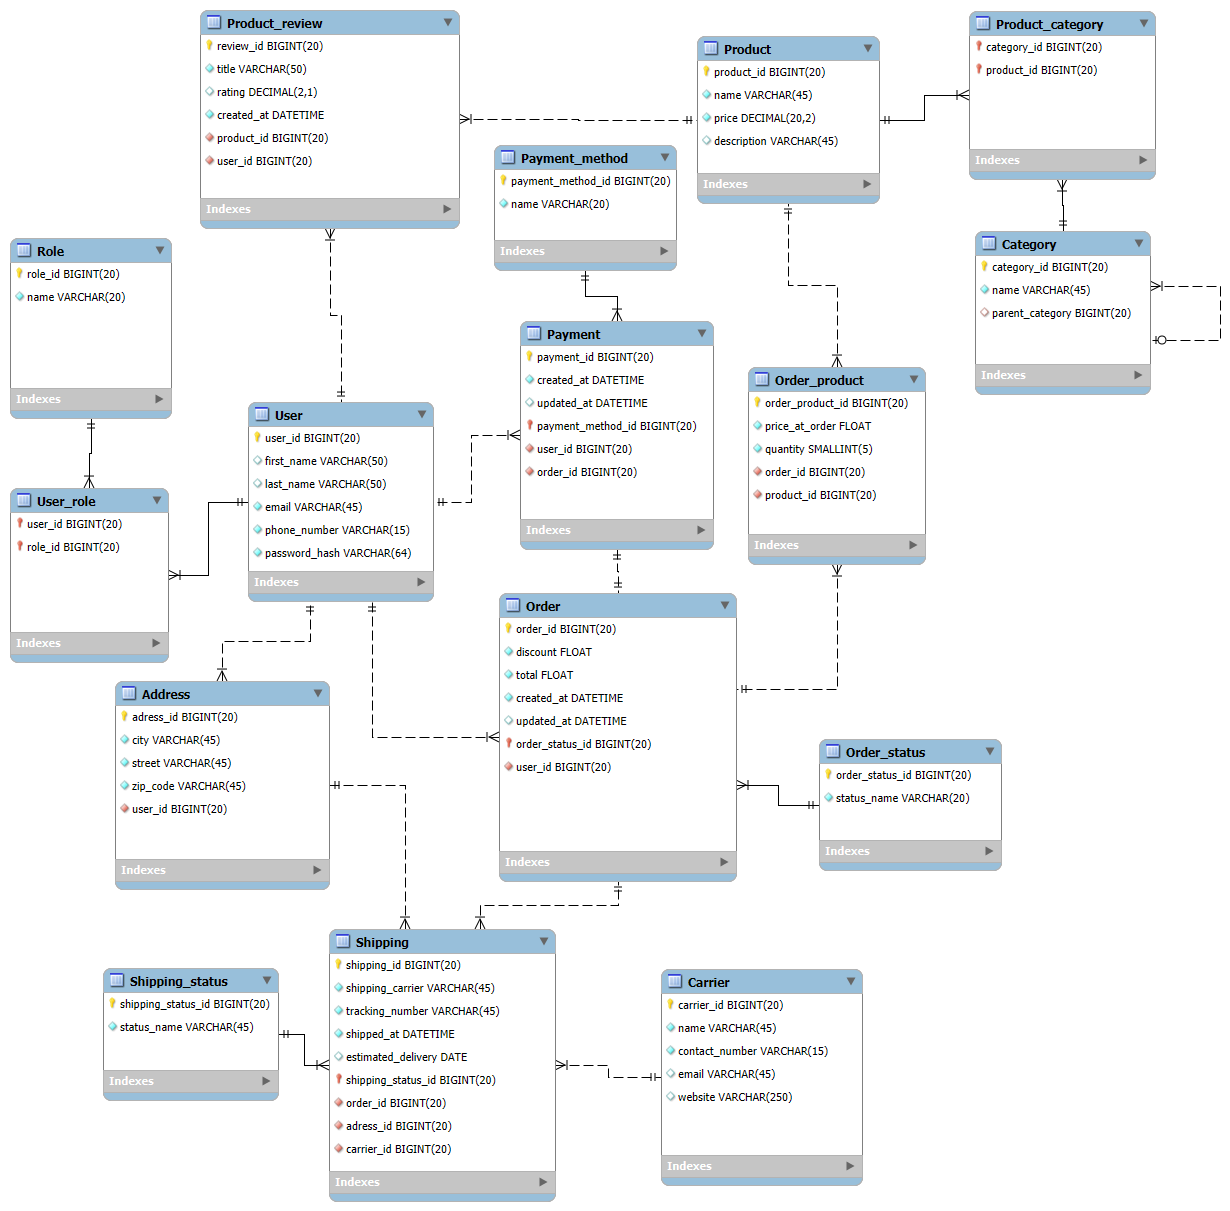 Product_review
review_id BIGINT(20)
title VARCHAR(50)
rating DECIMAL(2,1)
created_at DATETIME
product_id BIGINT(20)
user_id BIGINT(20)
Indexes
Product
product_id BIGINT(20)
name VARCHAR(45)
price DECIMAL(20,2)
description VARCHAR(45)
Indexes
Product_category
category_id BIGINT(20)
product_id BIGINT(20)
Indexes
Payment_method
payment_method_id BIGINT(20)
name VARCHAR(20)
Indexes
Role
role_id BIGINT(20)
name VARCHAR(20)
Indexes
Category
category_id BIGINT(20)
name VARCHAR(45)
parent_category BIGINT(20)
Indexes
Payment
payment_id BIGINT(20)
created_at DATETIME
updated_at DATETIME
payment_method_id BIGINT(20)
user_id BIGINT(20)
order_id BIGINT(20)
Indexes
Order_product
order_product_id BIGINT(20)
price_at_order FLOAT
quantity SMALLINT(5)
order_id BIGINT(20)
product_id BIGINT(20)
Indexes
User
user_id BIGINT(20)
first_name VARCHAR(50)
last_name VARCHAR(50)
email VARCHAR(45)
phone_number VARCHAR(15)
password_hash VARCHAR(64)
Indexes
User_role
user_id BIGINT(20)
role_id BIGINT(20)
Indexes
Order
order_id BIGINT(20)
discount FLOAT
total FLOAT
created_at DATETIME
updated_at DATETIME
order_status_id BIGINT(20)
user_id BIGINT(20)
Indexes
Address
adress_id BIGINT(20)
city VARCHAR(45)
street VARCHAR(45)
zip_code VARCHAR(45)
user_id BIGINT(20)
Indexes
Order_status
order_status_id BIGINT(20)
status_name VARCHAR(20)
Indexes
Shipping
shipping_id BIGINT(20)
shipping_carrier VARCHAR(45)
tracking_number VARCHAR(45)
shipped_at DATETIME
estimated_delivery DATE
shipping_status_id BIGINT(20)
order_id BIGINT(20)
adress_id BIGINT(20)
carrier_id BIGINT(20)
Indexes
Shipping_status
shipping_status_id BIGINT(20)
status_name VARCHAR(45)
Indexes
Carrier
carrier_id BIGINT(20)
name VARCHAR(45)
contact_number VARCHAR(15)
email VARCHAR(45)
website VARCHAR(250)
Indexes